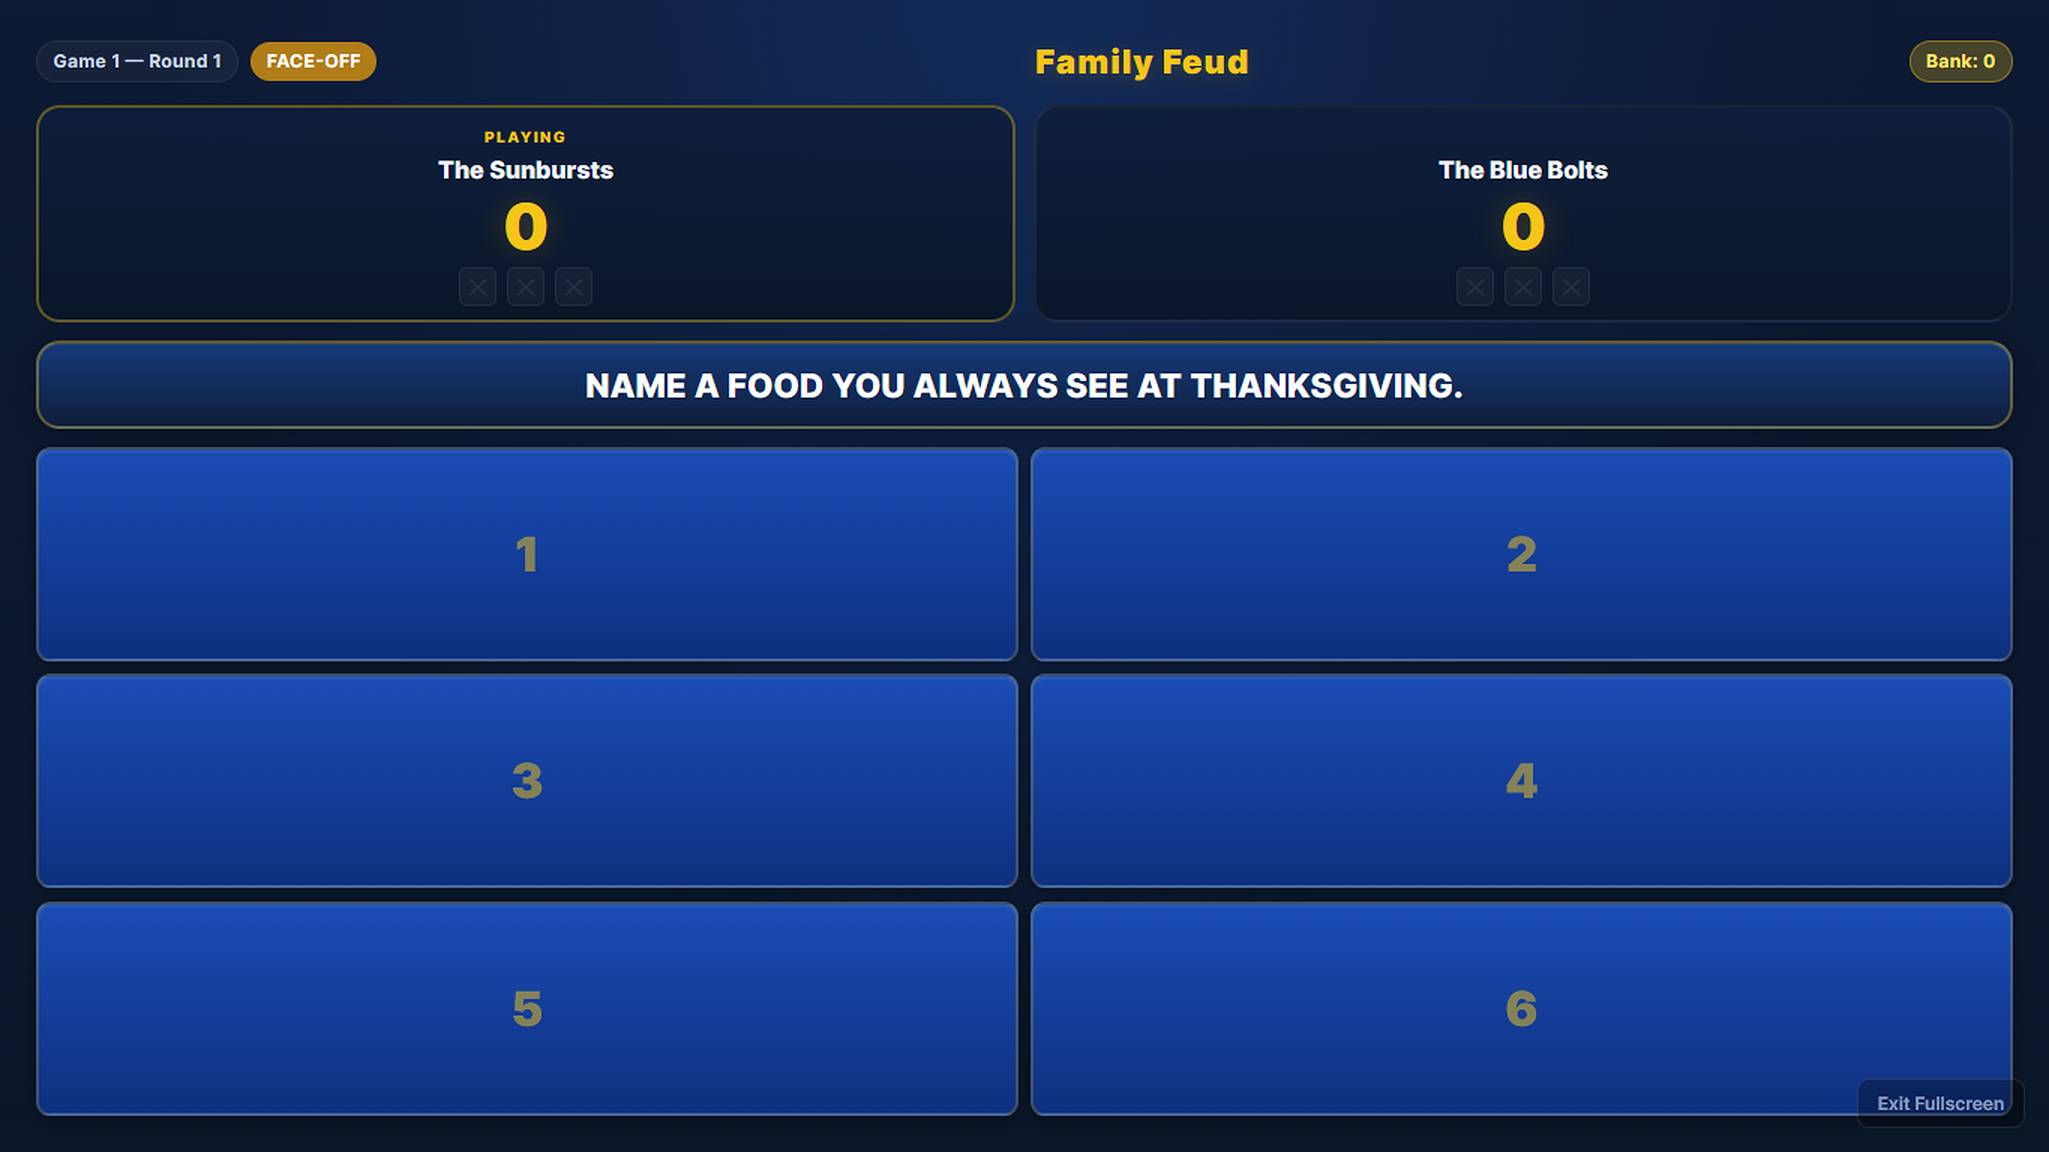 Game 1 — Round 1
FACE-OFF
Family Feud
Bank: 0
PLAYING
The Sunbursts
0
The Blue Bolts
0
NAME A FOOD YOU ALWAYS SEE AT THANKSGIVING.
1
2
3
4
5
6
Exit Fullscreen